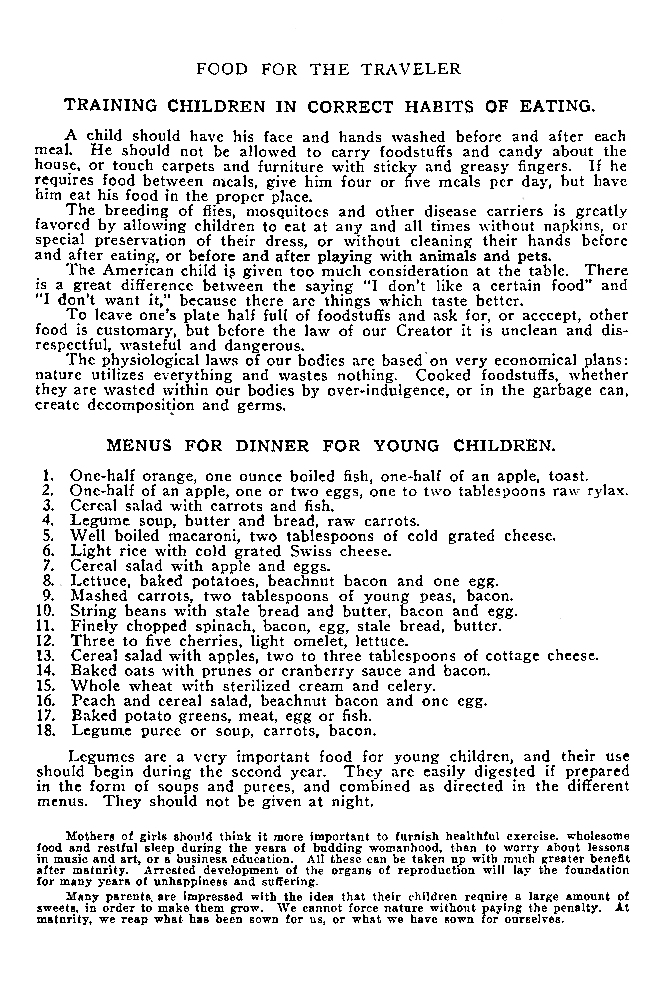 FOOD FOR THE TRAVELER
TRAINING CHILDREN IN CORRECT HABITS OF EATING.
A child should have his face and hands washed before and after each
meal. He should not be allowed to carry foodstuffs and candy about the
house, or touch carpets and furniture with sticky and greasy fingers. If he
requires food between meals, give him four or five meals per day, but have
him eat his food in the proper place.
The breeding of flies, mosquitoes and other disease carriers is greatly
favored by allowing children to eat at any and all times without napkins, or
special preservation of their dress, or without cleaning their hands before
and after eating, or before and after playing with animals and pets.
The American child is given too much consideration at the table. There
is a great difference between the saying "I don't like a certain food" and
"I don't want it," because there are things which taste better.
To leave one's plate half full of foodstuffs and ask for, or acccept, other
food is customary, but before the law of our Creator it is unclean and dis-
respectful, wasteful and dangerous.
The physiological laws of our bodies are based on very economical plans:
nature utilizes everything and wastes nothing. Cooked foodstuffs, whether
they are wasted within our bodies by over-indulgence, or in the garbage can,
create decomposition and germs.
MENUS FOR DINNER FOR YOUNG CHILDREN.
1. One-half orange, one ounce boiled fish, one-half of an apple, toast.
2. One-half of an apple, one or two eggs, one to two tablespoons raw rylax.
3. Cereal salad with carrots and fish.
4. Legume soup, butter and bread, raw carrots.
5. Well boiled macaroni, two tablespoons of cold grated cheese.
6. Light rice with cold grated Swiss cheese.
7. Cereal salad with apple and eggs.
8. Lettuce, baked potatoes, beachnut bacon and one egg.
9. Mashed carrots, two tablespoons of young peas, bacon.
10. String beans with stale bread and butter, bacon and egg.
11. Finely chopped spinach, bacon, egg, stale bread, butter.
12. Three to five cherries, light omelet, lettuce.
13. Cereal salad with apples, two to three tablespoons of cottage cheese.
14. Baked oats with prunes or cranberry sauce and bacon.
15. Whole wheat with sterilized cream and celery.
16. Peach and cereal salad, beachnut bacon and one egg.
17. Baked potato greens, meat, egg or fish.
18. Legume puree or soup, carrots, bacon.
Legumes are a very important food for young children, and their use
should begin during the second year. They are easily digested if prepared
in the form of soups and purees, and combined as directed in the different
menus. They should not be given at night.
Mothers of girls should think it more important to furnish healthful exercise, wholesome
food and restful sleep during the years of budding womanhood, than to worry about lessons
in music and art, or a business education. All these can be taken up with much greater benefit
after maturity. Arrested development of the organs of reproduction will lay the foundation
for many years of unhappiness and suffering.
Many parents are impressed with the idea that their children require a large amount of
sweets, in order to make them grow. We cannot force nature without paying the penalty. At
maturity, we reap what has been sown for us, or what we have sown for ourselves.